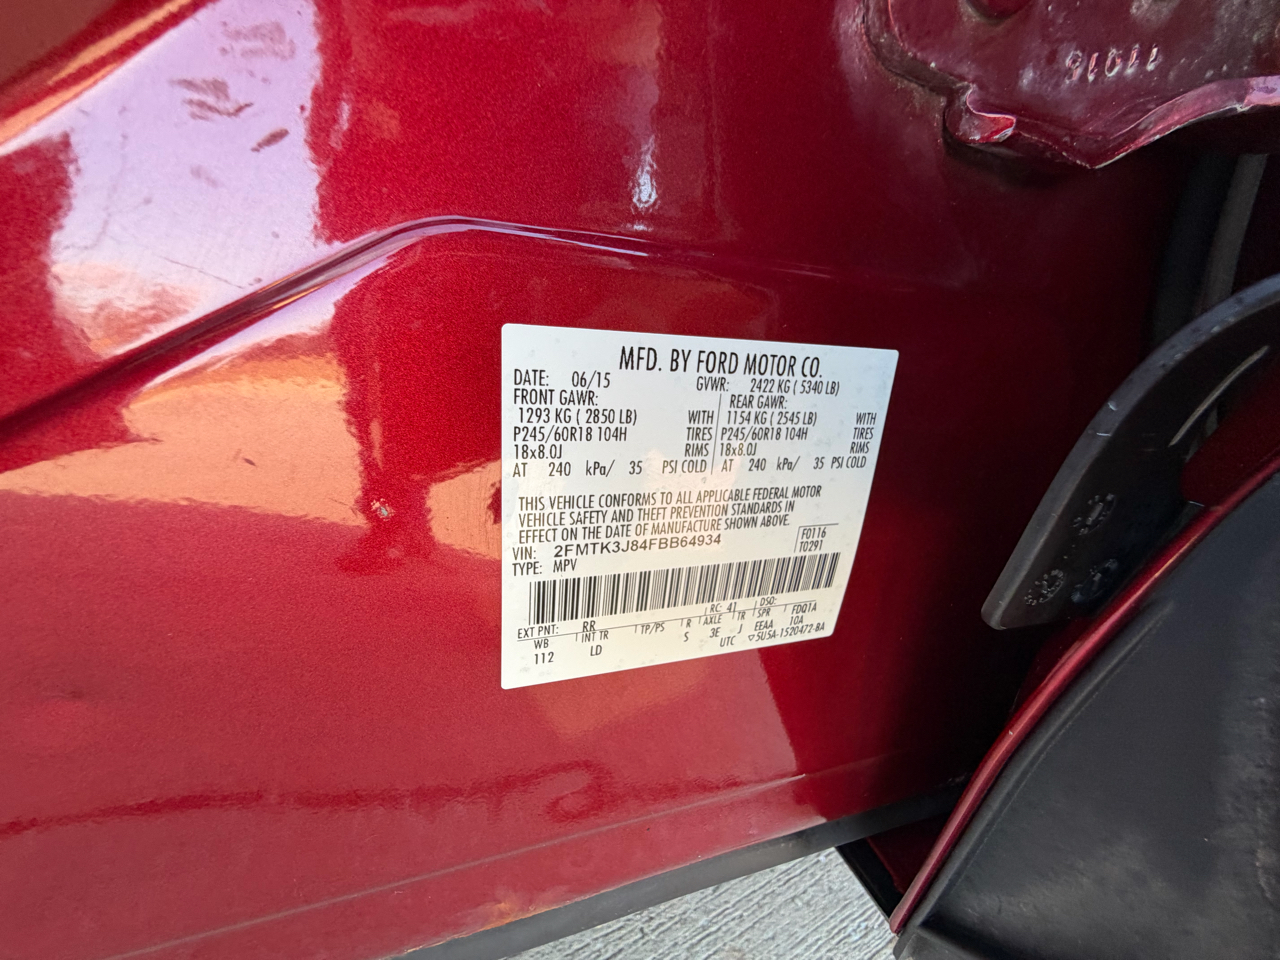 11016
MFD. BY FORD MOTOR CO.
DATE: 06/15 GVWR: 2422 KG ( 5340 LB)
FRONT GAWR: REAR GAWR:
1293 KG ( 2850 LB) WITH 1154 KG ( 2545 LB) WITH
P245/60R18 104H TIRES P245/60R18 104H TIRES
18x8.0J RIMS 18x8.0J RIMS
AT 240 kPa/ 35 PSI COLD AT 240 kPa/ 35 PSI COLD
THIS VEHICLE CONFORMS TO ALL APPLICABLE FEDERAL MOTOR
VEHICLE SAFETY AND THEFT PREVENTION STANDARDS IN
EFFECT ON THE DATE OF MANUFACTURE SHOWN ABOVE.
VIN: 2FMTK3J84FBB64934 F0116
TYPE: MPV T0291
RC: 41 DSO:
EXT PNT: RR FDQ1A
WB INT TR TP/PS R AXLE TR SPR 10A
112 LD S 3E J EEAA
UTC ▽5USA-1520472-BA